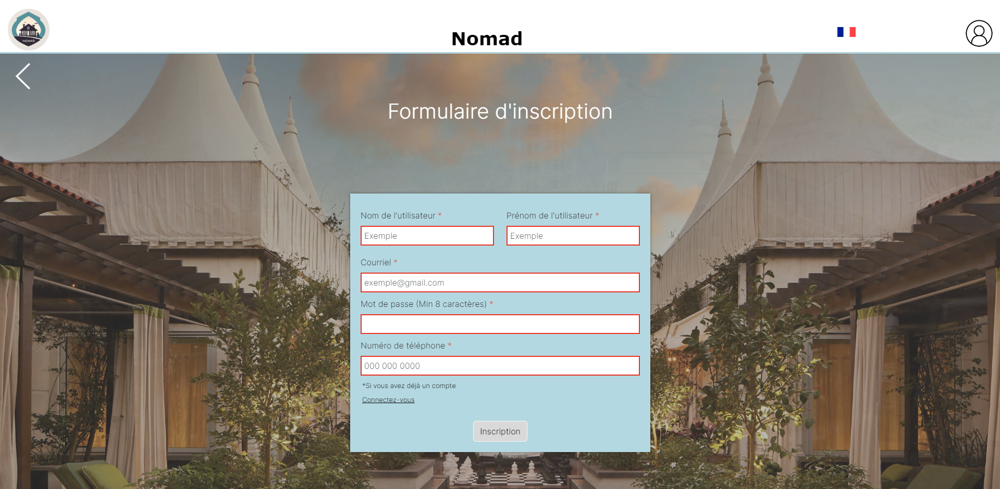 NOMAD
Nomad
Formulaire d'inscription
Nom de l'utilisateur * Prénom de l'utilisateur *
Exemple Exemple
Courriel *
exemple@gmail.com
Mot de passe (Min 8 caractères) *
Numéro de téléphone *
000 000 0000
*Si vous avez déjà un compte
Connectez-vous
Inscription